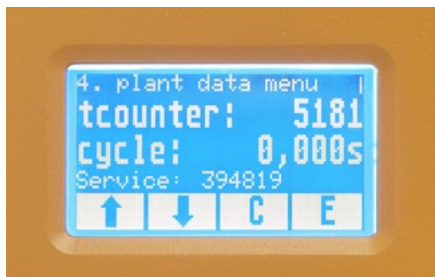 4. plant data menu |
tcounter: 5181
cycle: 0,000s
Service: 394819
↑ ↓ C E